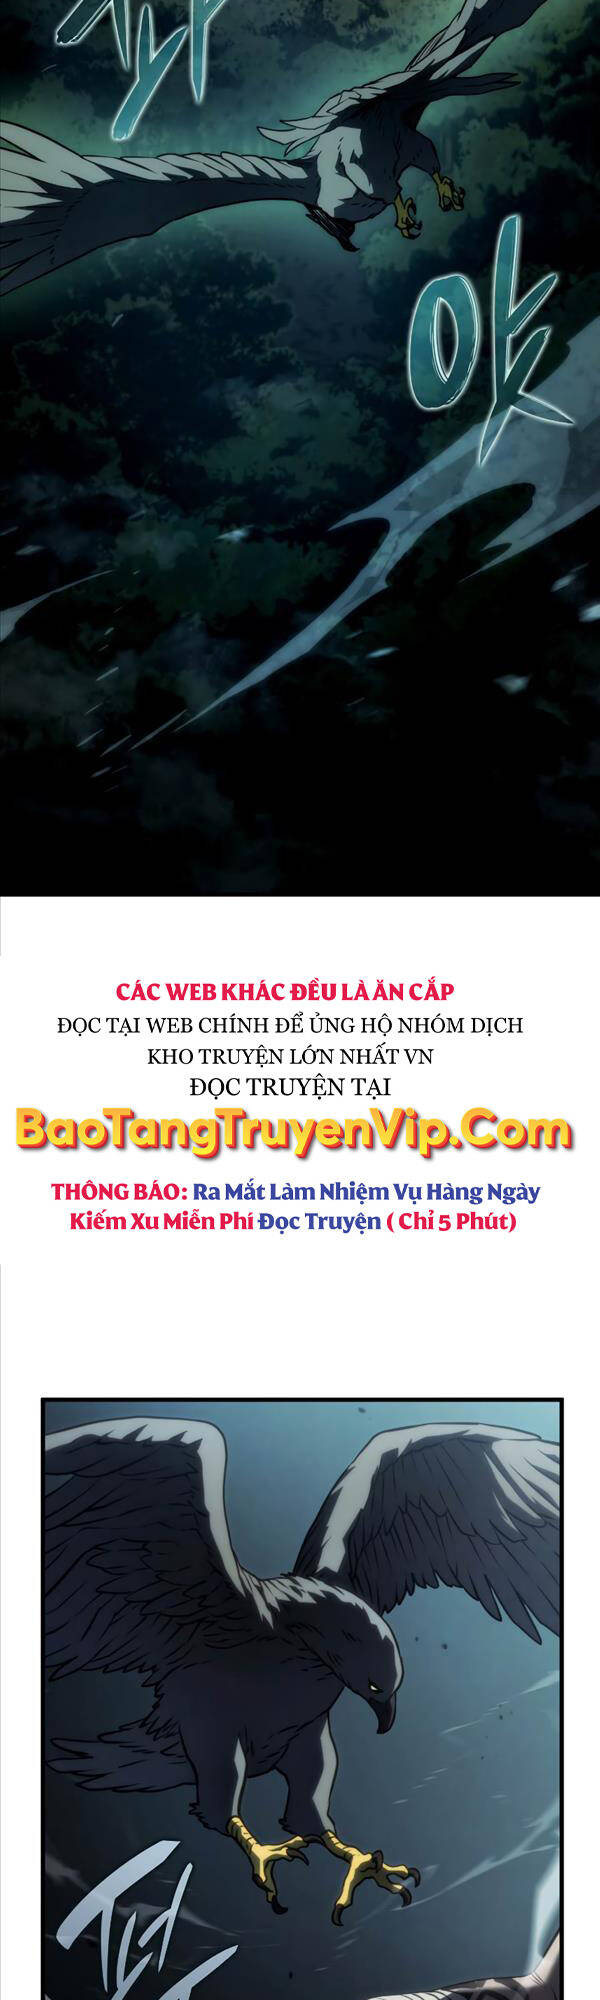 CÁC WEB KHÁC ĐỀU LÀ ĂN CẮP
ĐỌC TẠI WEB CHÍNH ĐỂ ỦNG HỘ NHÓM DỊCH
KHO TRUYỆN LỚN NHẤT VN
ĐỌC TRUYỆN TẠI
BaoTangTruyenVip.Com
THÔNG BÁO: Ra Mắt Làm Nhiệm Vụ Hàng Ngày
Kiếm Xu Miễn Phí Đọc Truyện ( Chỉ 5 Phút)